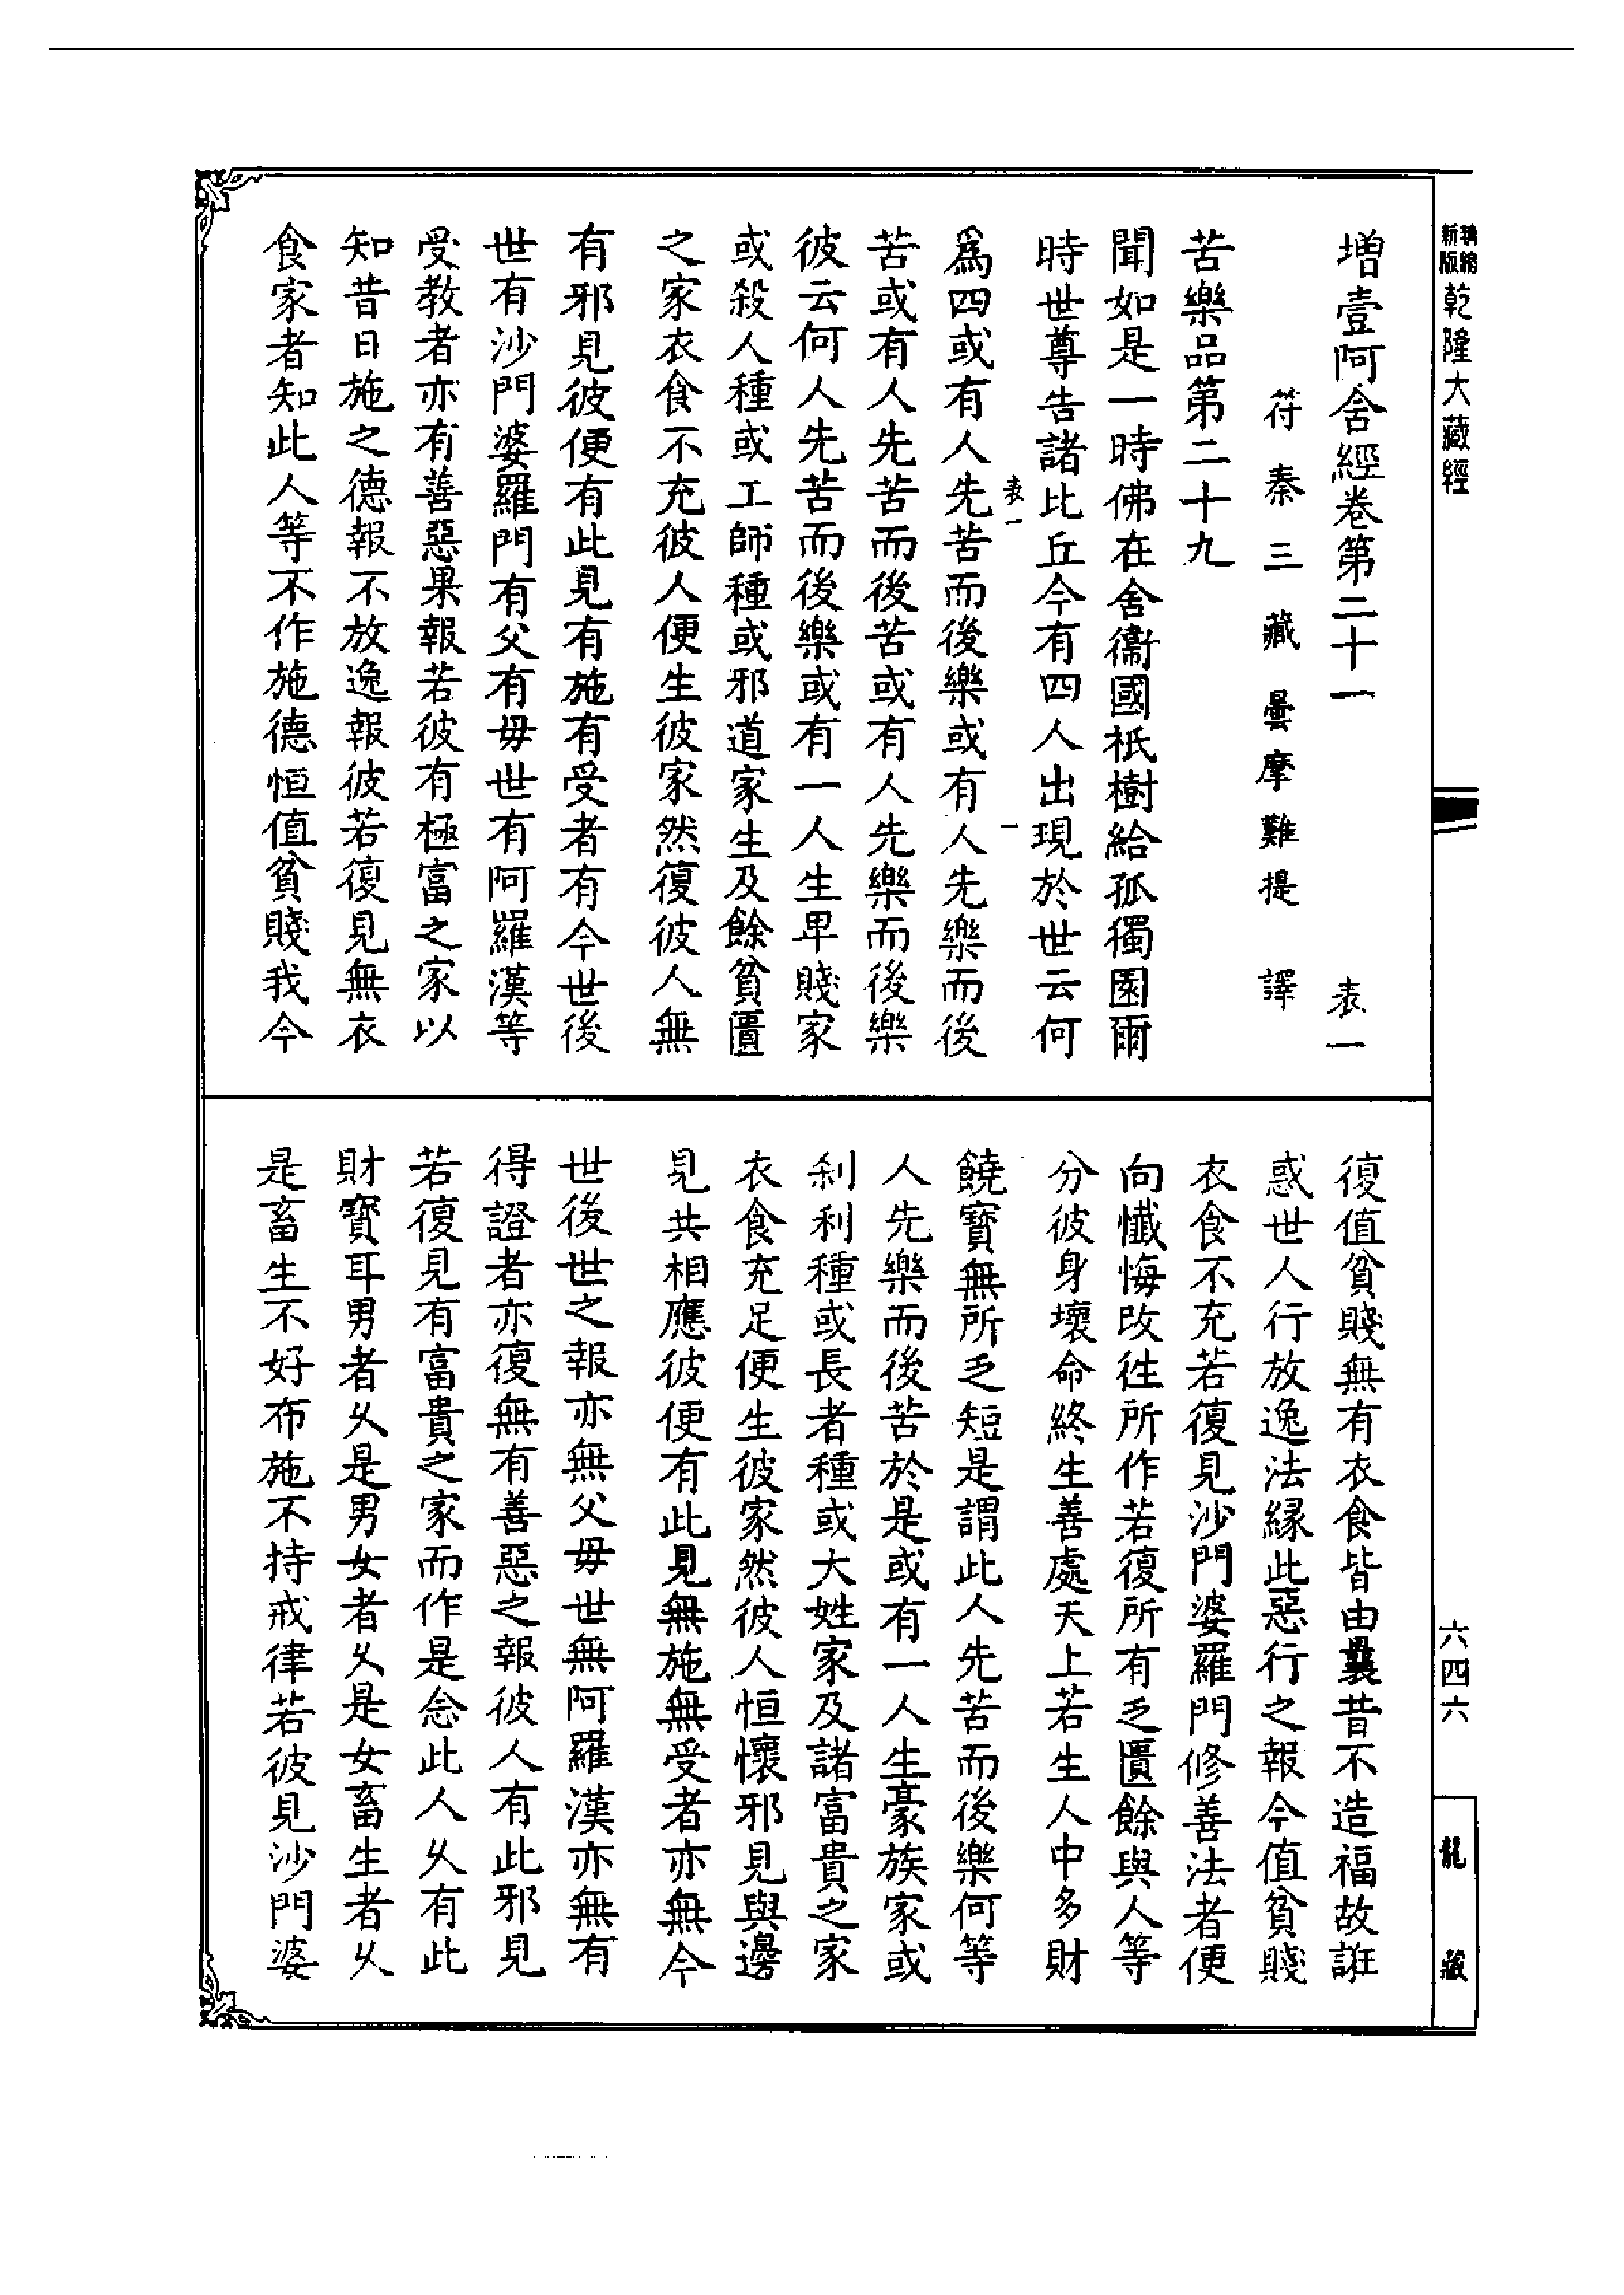 新版乾隆大藏經
增壹阿含經卷第二十一 表一
苻秦三藏曇摩難提譯
苦樂品第二十九
聞如是一時佛在舍衞國祇樹給孤獨園爾
時世尊告諸比丘今有四人出現於世云何
表一 一
爲四或有人先苦而後樂或有人先樂而後
苦或有人先苦而後苦或有人先樂而後樂
彼云何人先苦而後樂或有一人生卑賤家
或殺人種或工師種或邪道家生及餘貧匱
之家衣食不充彼人便生彼家然復彼人無
有邪見彼便有此見有施有受者有今世後
世有沙門婆羅門有父有母世有阿羅漢等
受教者亦有善惡果報若彼有極富之家以
知昔日施之德報不放逸報彼若復見無衣
食家者知此人等不作施德恒值貧賤我今
復值貧賤無有衣食皆由曩昔不造福故誑
惑世人行放逸法緣此惡行之報今值貧賤
衣食不充若復見沙門婆羅門修善法者便
向懺悔改往所作若復所有乏匱餘與人等
分彼身壞命終生善處天上若生人中多財
饒寶無所乏短是謂此人先苦而後樂何等
人先樂而後苦於是或有一人生豪族家或
刹利種或長者種或大姓家及諸富貴之家
衣食充足便生彼家然彼人恒懷邪見與邊
見共相應彼便有此見無施無受者亦無今
世後世之報亦無父母世無阿羅漢亦無有
得證者亦復無有善惡之報彼人有此邪見
若復見有富貴之家而作是念此人久有此
財寶耳男者久是男女者久是女畜生者久
是畜生不好布施不持戒律若彼見沙門婆
六四六
龍藏